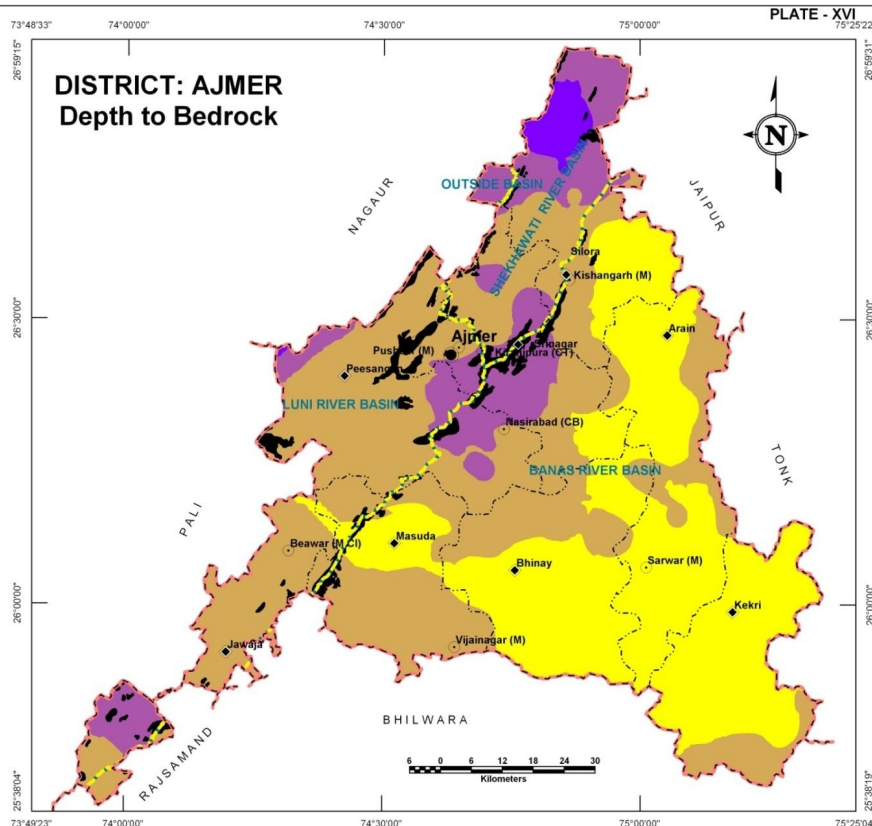 PLATE - XVI
73°48'33" 74°00'00" 74°30'00" 75°00'00" 75°25'22"
26°59'15"
26°59'31"
DISTRICT: AJMER
Depth to Bedrock
N
NAGAUR
OUTSIDE BASIN
SHEKHAWATI RIVER BASIN
JAIPUR
Silora
Kishangarh (M)
26°30'00"
26°30'00"
Arain
Ajmer
Srinagar
Pushkar (M)
Peesangan
LUNI RIVER BASIN
Nasirabad (CB)
BANAS RIVER BASIN
TONK
PALI
Beawar (M Cl)
Masuda
Bhinay
Sarwar (M)
26°00'00"
26°00'00"
Kekri
Jawaja
Vijainagar (M)
BHILWARA
RAJSAMAND
6 0 6 12 18 24 30
Kilometers
25°38'04"
25°38'19"
73°49'23" 74°00'00" 74°30'00" 75°00'00" 75°25'04"